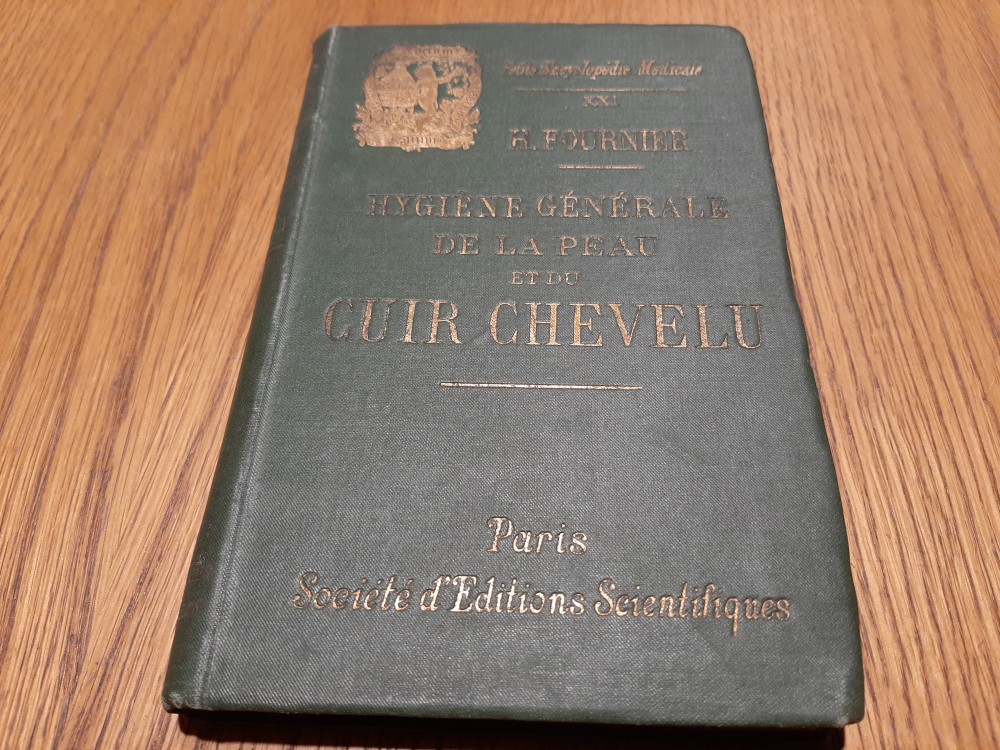 Petite Encyclopédie Médicale
XXI
H. FOURNIER
HYGIÈNE GÉNÉRALE
DE LA PEAU
ET DU
CUIR CHEVELU
Paris
Société d'Editions Scientifiques